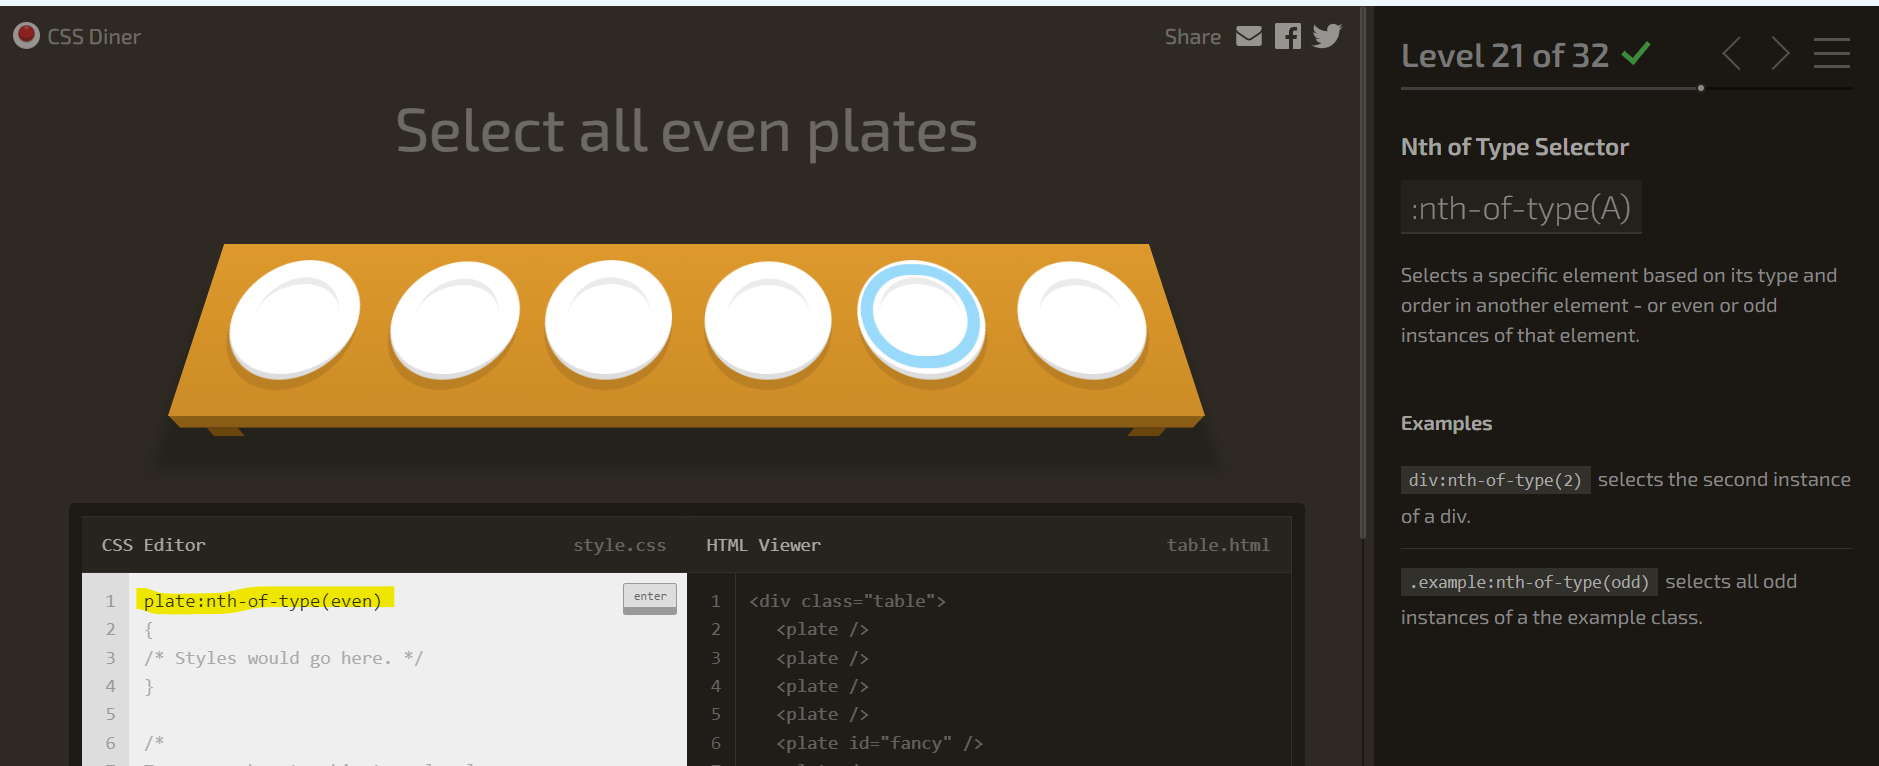 CSS Diner
Share
Select all even plates
CSS Editor
style.css
HTML Viewer
table.html
1 plate:nth-of-type(even)
enter
2 {
3 /* Styles would go here. */
4 }
5
6 /*
1 <div class="table">
2 <plate />
3 <plate />
4 <plate />
5 <plate />
6 <plate id="fancy" />
Level 21 of 32
Nth of Type Selector
:nth-of-type(A)
Selects a specific element based on its type and
order in another element - or even or odd
instances of that element.
Examples
div:nth-of-type(2) selects the second instance
of a div.
.example:nth-of-type(odd) selects all odd
instances of a the example class.